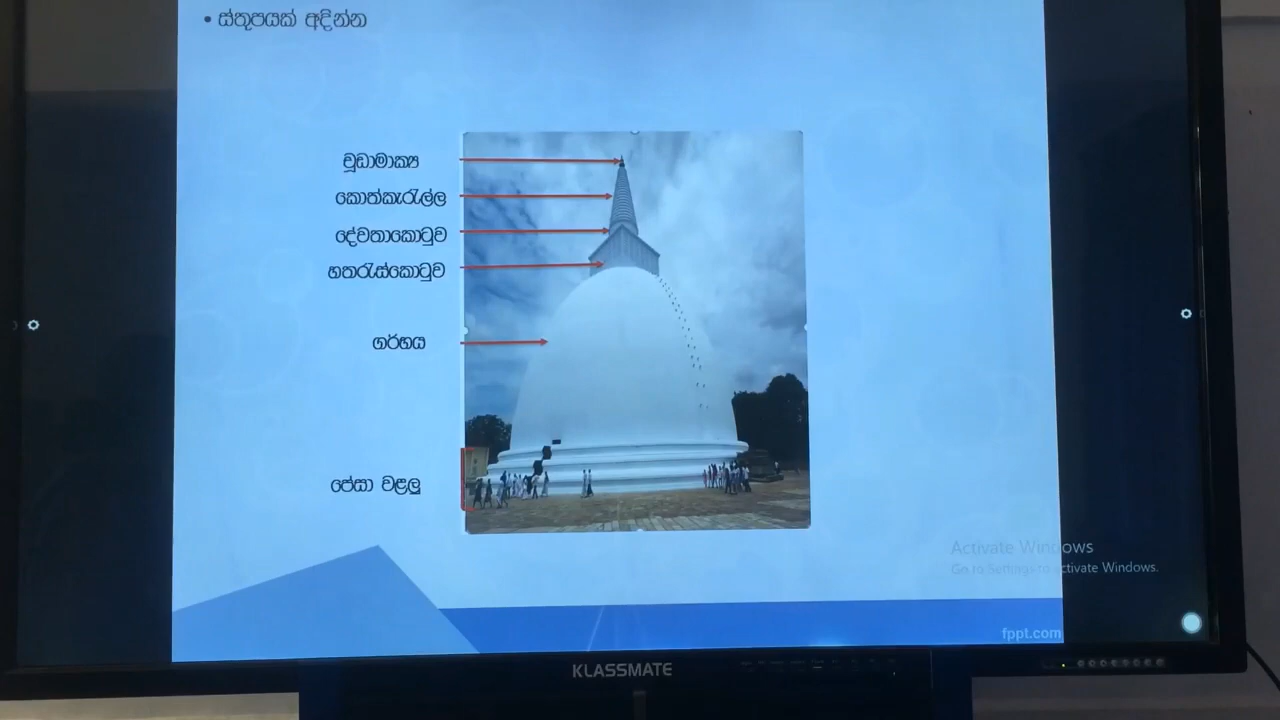 • ස්තූපයක් අඳින්න
චූඩාමාක්‍ය
කොත්කැරැල්ල
දේවතාකොටුව
හතරැස්කොටුව
ගර්භය
පේසා වළලු
Activate Windows
Go to Settings to activate Windows.
fppt.com
KLASSMATE